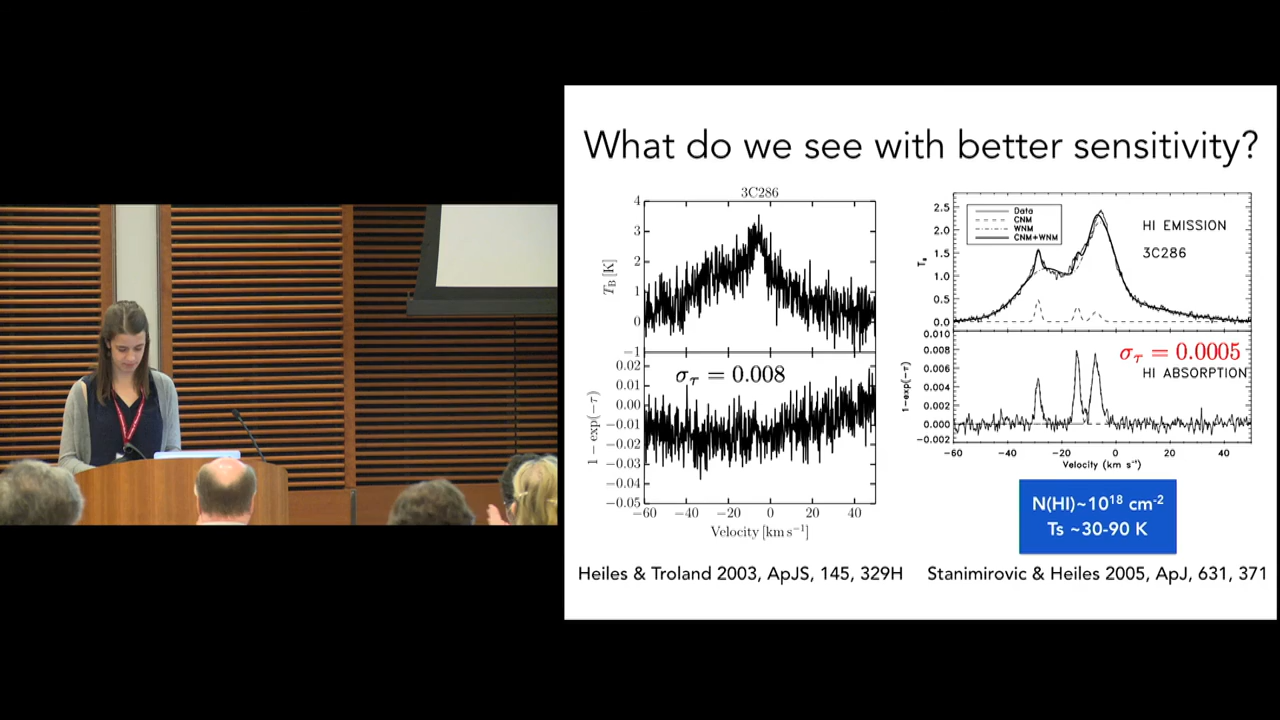 What do we see with better sensitivity?
3C286
4
3
2
1
0
−1
T_B [K]
0.02
0.01
0.00
−0.01
−0.02
−0.03
−0.04
−0.05
1 − exp(−τ)
σ_τ = 0.008
−60 −40 −20 0 20 40
Velocity [km s⁻¹]
Heiles & Troland 2003, ApJS, 145, 329H
2.5
2.0
1.5
1.0
0.5
0.0
Data
CNM
WNM
CNM+WNM
HI EMISSION
3C286
0.010
0.008
0.006
0.004
0.002
0.000
-0.002
1-exp(-τ)
σ_τ = 0.0005
HI ABSORPTION
-60 -40 -20 0 20 40
Velocity (km s⁻¹)
N(HI)~10¹⁸ cm⁻²
Ts ~30-90 K
Stanimirovic & Heiles 2005, ApJ, 631, 371